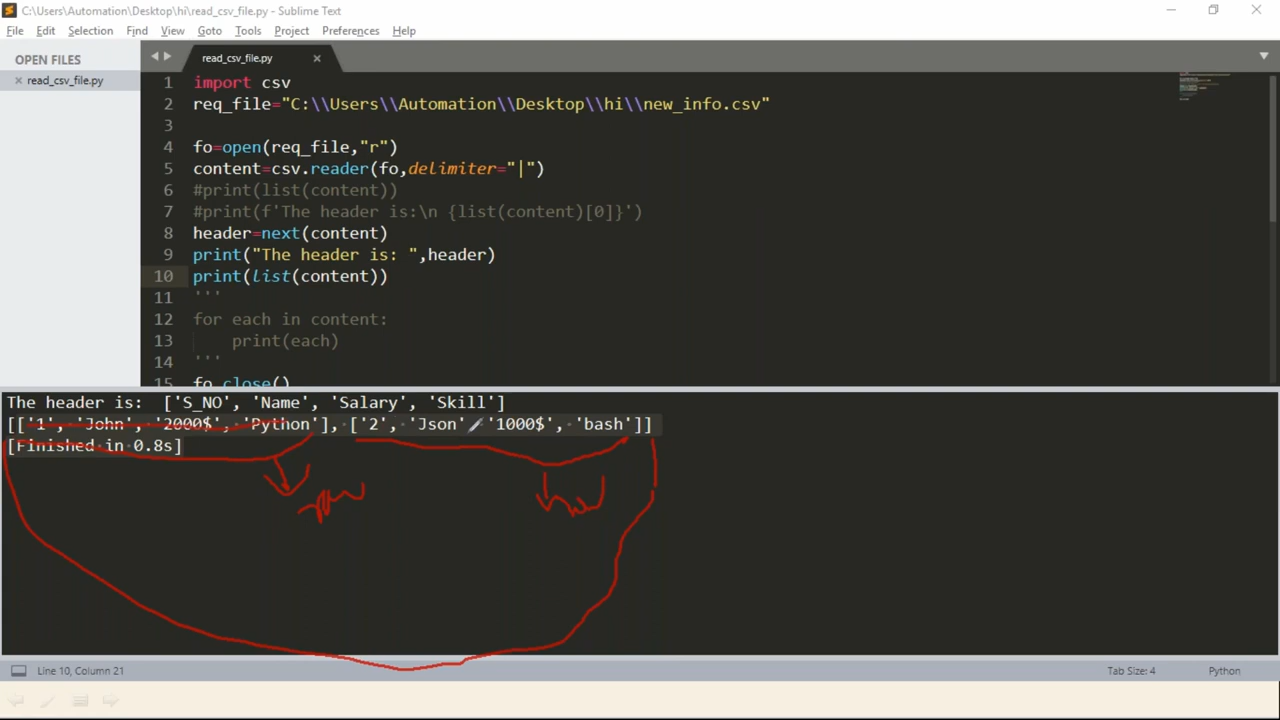 C:\Users\Automation\Desktop\hi\read_csv_file.py - Sublime Text
File Edit Selection Find View Goto Tools Project Preferences Help
OPEN FILES
read_csv_file.py
read_csv_file.py
1 import csv
2 req_file="C:\\Users\\Automation\\Desktop\\hi\\new_info.csv"
3
4 fo=open(req_file,"r")
5 content=csv.reader(fo,delimiter="|")
6 #print(list(content))
7 #print(f'The header is:\n {list(content)[0]}')
8 header=next(content)
9 print("The header is: ",header)
10 print(list(content))
11 '''
12 for each in content:
13     print(each)
14 '''
15 fo.close()
The header is:  ['S_NO', 'Name', 'Salary', 'Skill']
[['1', 'John', '2000$', 'Python'], ['2', 'Json', '1000$', 'bash']]
[Finished in 0.8s]
Line 10, Column 21
Tab Size: 4
Python